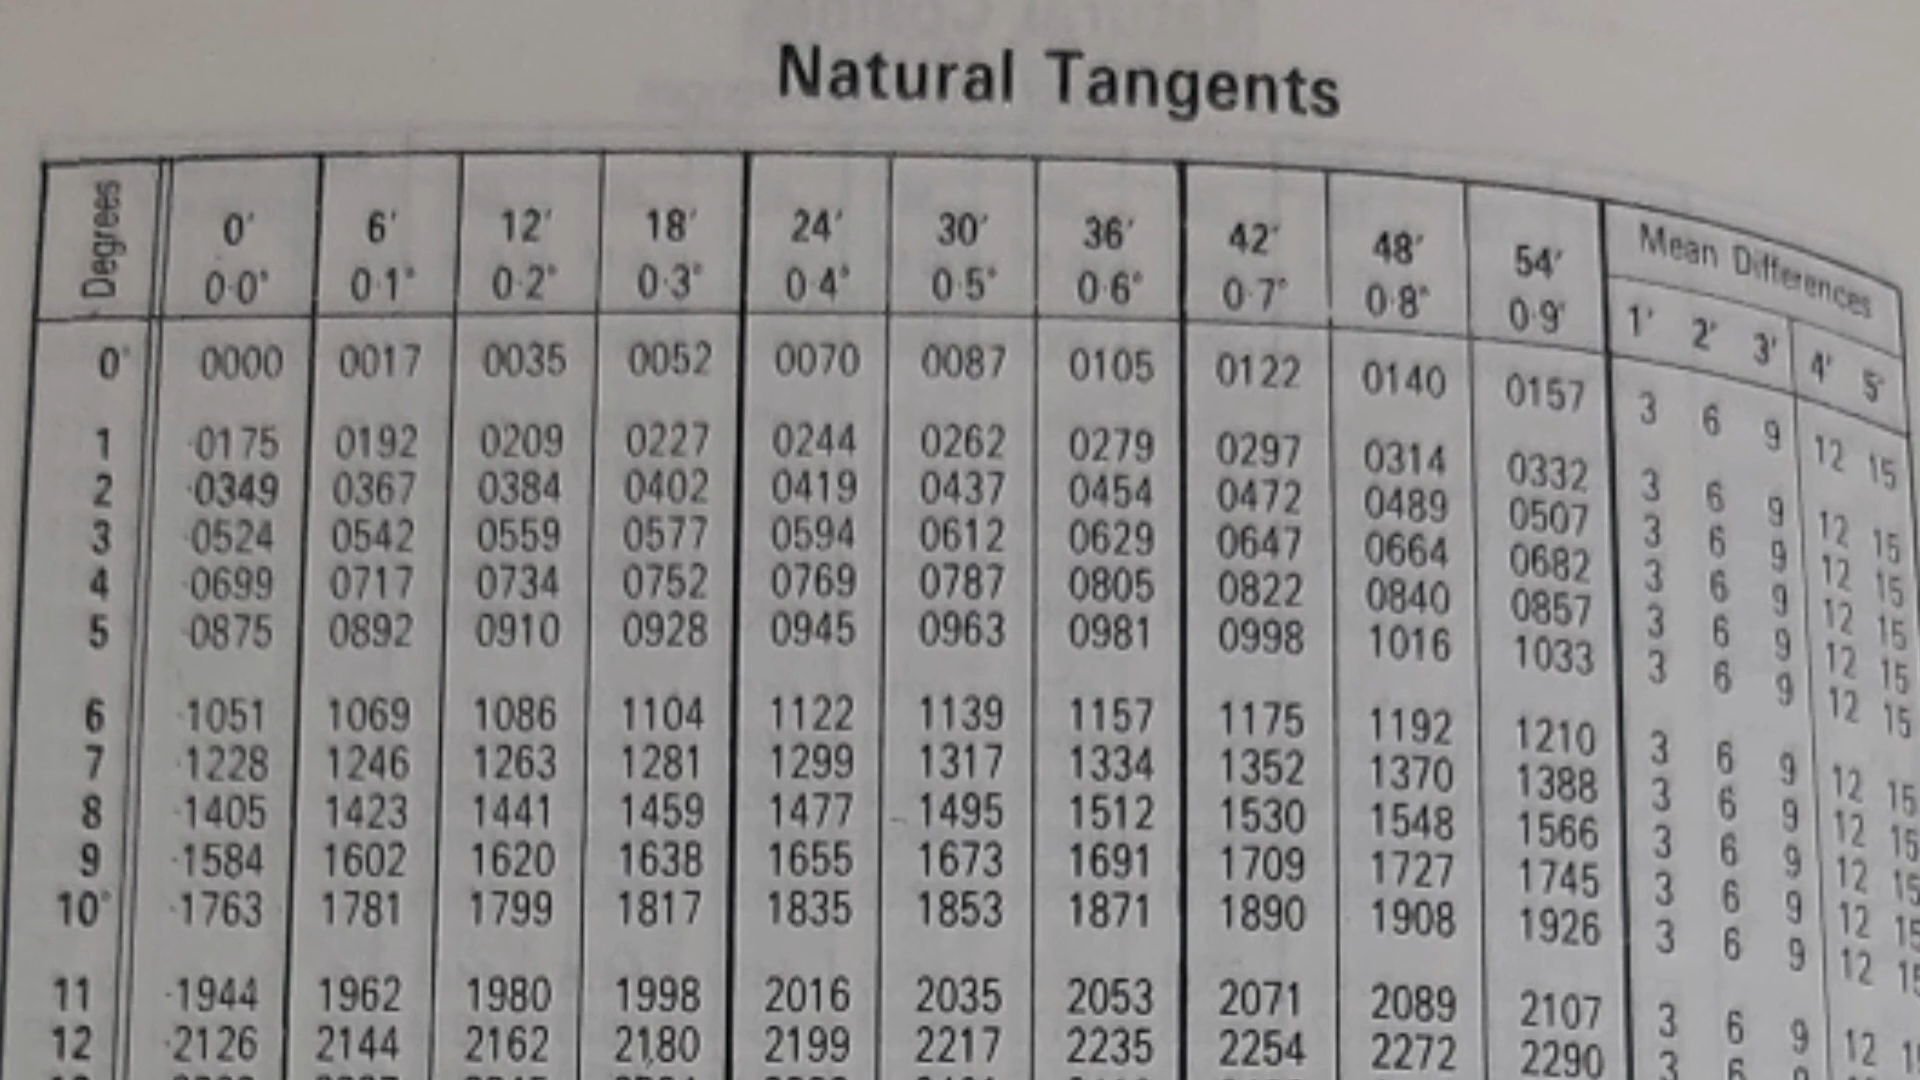 Natural Tangents
Degrees 0′ 6′ 12′ 18′ 24′ 30′ 36′ 42′ 48′ 54′ Mean Differences
0·0° 0·1° 0·2° 0·3° 0·4° 0·5° 0·6° 0·7° 0·8° 0·9° 1′ 2′ 3′ 4′ 5′
0° 0000 0017 0035 0052 0070 0087 0105 0122 0140 0157 3 6 9 12 15
1 ·0175 0192 0209 0227 0244 0262 0279 0297 0314 0332 3 6 9 12 15
2 ·0349 0367 0384 0402 0419 0437 0454 0472 0489 0507 3 6 9 12 15
3 ·0524 0542 0559 0577 0594 0612 0629 0647 0664 0682 3 6 9 12 15
4 ·0699 0717 0734 0752 0769 0787 0805 0822 0840 0857 3 6 9 12 15
5 ·0875 0892 0910 0928 0945 0963 0981 0998 1016 1033 3 6 9 12 15
6 ·1051 1069 1086 1104 1122 1139 1157 1175 1192 1210 3 6 9 12 15
7 ·1228 1246 1263 1281 1299 1317 1334 1352 1370 1388 3 6 9 12 15
8 ·1405 1423 1441 1459 1477 1495 1512 1530 1548 1566 3 6 9 12 15
9 ·1584 1602 1620 1638 1655 1673 1691 1709 1727 1745 3 6 9 12 15
10° ·1763 1781 1799 1817 1835 1853 1871 1890 1908 1926 3 6 9 12 15
11 ·1944 1962 1980 1998 2016 2035 2053 2071 2089 2107 3 6 9 12
12 ·2126 2144 2162 2180 2199 2217 2235 2254 2272 2290 3 6